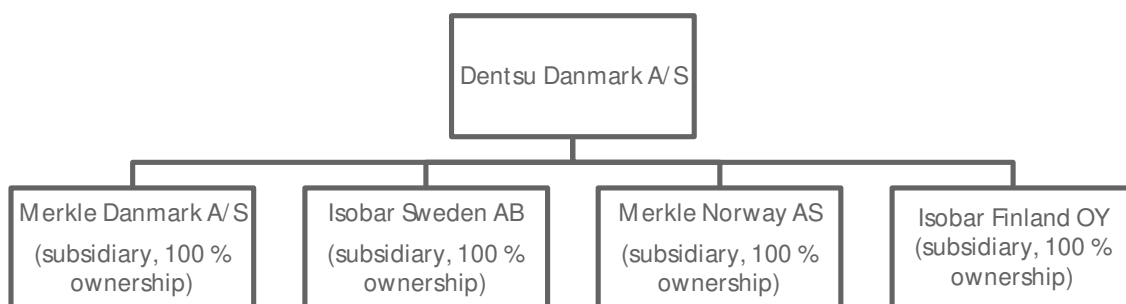 Dentsu Danmark A/S
Merkle Danmark A/S
(subsidiary, 100 %
ownership)
Isobar Sweden AB
(subsidiary, 100 %
ownership)
Merkle Norway AS
(subsidiary, 100 %
ownership)
Isobar Finland OY
(subsidiary, 100 %
ownership)